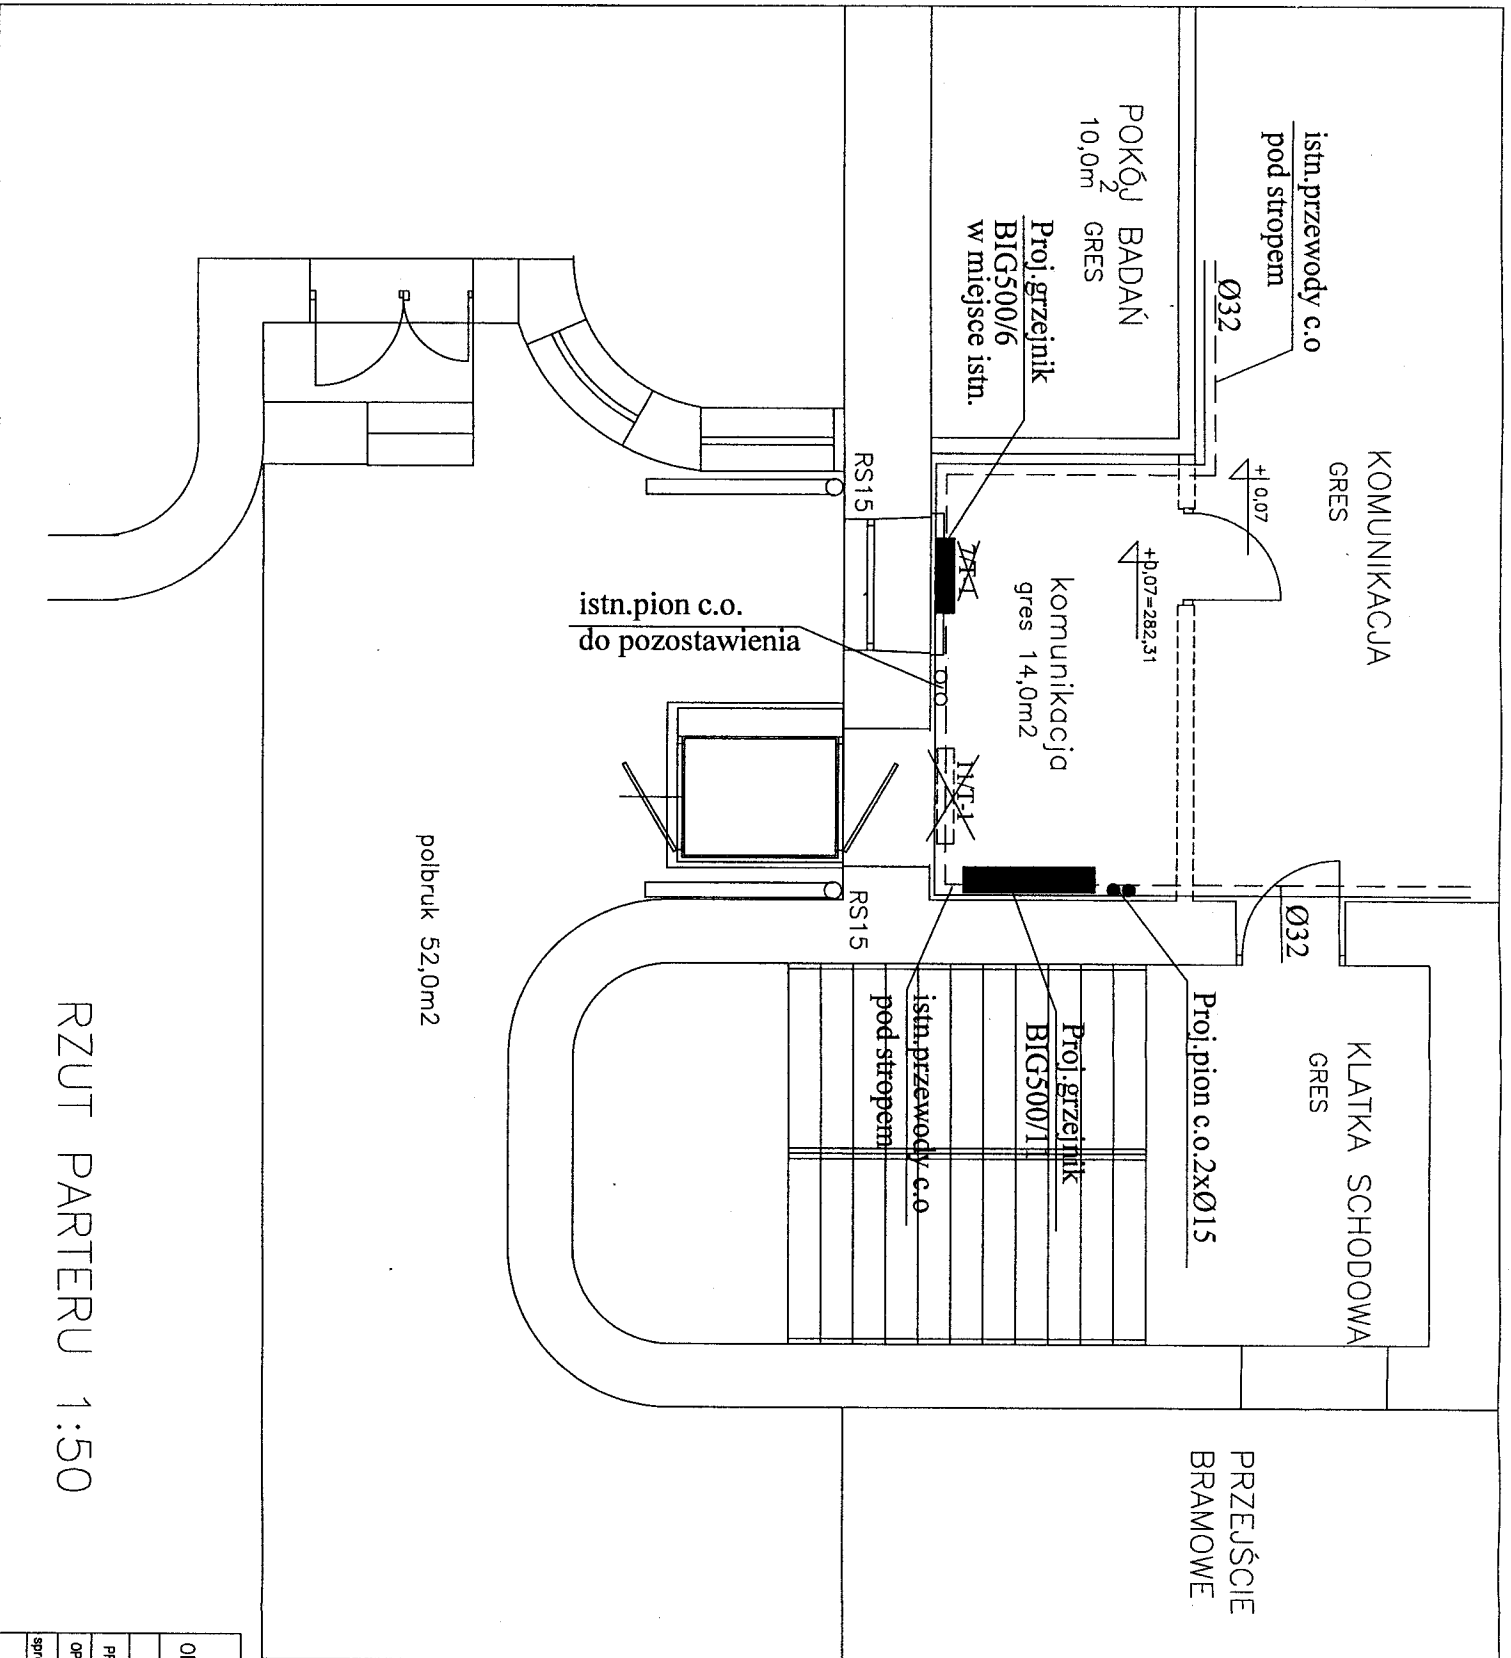 istn.przewody c.o
pod stropem
Ø32
KOMUNIKACJA
GRES
+0,07
POKÓJ BADAŃ
10,0m2 GRES
Proj.grzejnik
BIG500/6
w miejsce istn.
+0,07=282,31
komunikacja
gres 14,0m2
RS15
istn.pion c.o.
do pozostawienia
11/T-1
Ø32
KLATKA SCHODOWA
GRES
Proj.pion c.o.2xØ15
Proj.grzejnik
BIG500/11
istn.przewody c.o
pod stropem
RS15
PRZEJŚCIE
BRAMOWE
polbruk 52,0m2
RZUT PARTERU 1:50